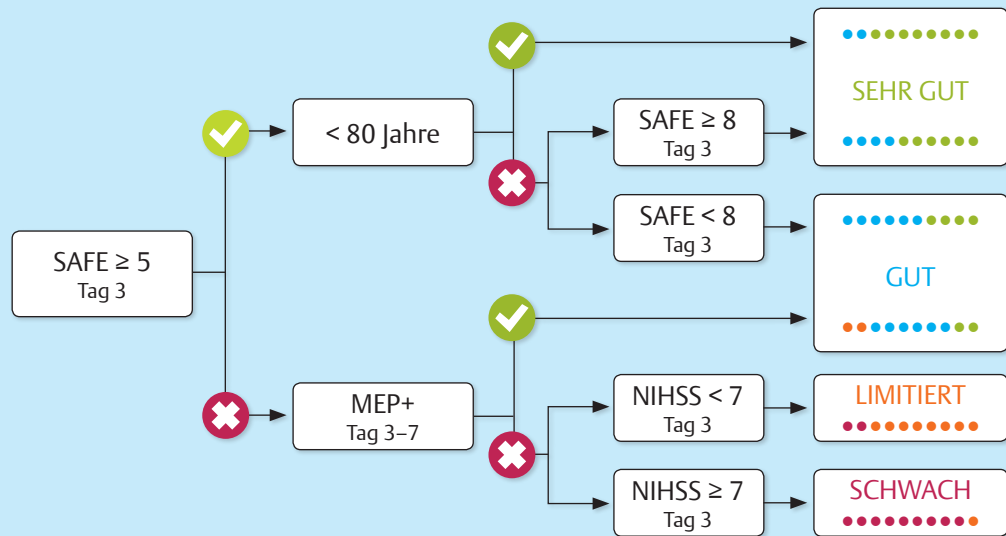 SAFE ≥ 5
Tag 3
< 80 Jahre
SAFE ≥ 8
Tag 3
SAFE < 8
Tag 3
SEHR GUT
GUT
MEP+
Tag 3–7
NIHSS < 7
Tag 3
LIMITIERT
NIHSS ≥ 7
Tag 3
SCHWACH